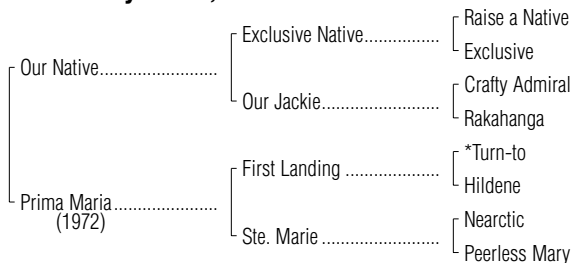 Raise a Native
Exclusive Native.................
Exclusive
Our Native..........................
Crafty Admiral
Our Jackie..........................
Rakahanga
*Turn-to
First Landing .....................
Hildene
Prima Maria.......................
(1972)
Nearctic
Ste. Marie ..........................
Peerless Mary